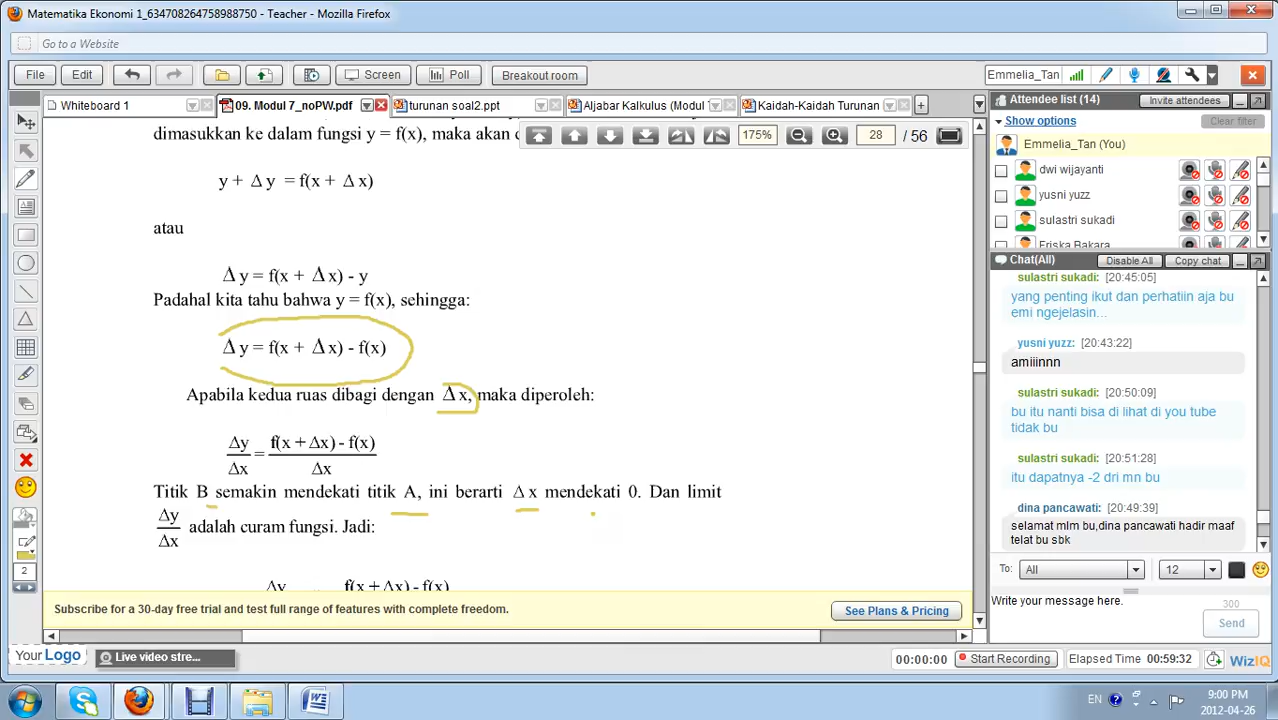 Matematika Ekonomi 1_634708264758988750 - Teacher - Mozilla Firefox
Go to a Website
File Edit Screen Poll Breakout room Emmelia_Tan
Whiteboard 1 09. Modul 7_noPW.pdf turunan soal2.ppt Aljabar Kalkulus (Modul Kaidah-Kaidah Turunan
175% 28 / 56
dimasukkan ke dalam fungsi y = f(x), maka akan d
y + Δ y = f(x + Δ x)
atau
Δ y = f(x + Δ x) - y
Padahal kita tahu bahwa y = f(x), sehingga:
Δ y = f(x + Δ x) - f(x)
Apabila kedua ruas dibagi dengan Δ x, maka diperoleh:
Δy/Δx = f(x + Δx) - f(x)/Δx
Titik B semakin mendekati titik A, ini berarti Δ x mendekati 0. Dan limit
Δy/Δx adalah curam fungsi. Jadi:
Δy f(x + Δx) - f(x)
2
Subscribe for a 30-day free trial and test full range of features with complete freedom.
See Plans & Pricing
Your Logo Live video stre...
00:00:00 Start Recording Elapsed Time 00:59:32 WizIQ
Attendee list (14) Invite attendees
Show options Clear filter
Emmelia_Tan (You)
dwi wijayanti
yusni yuzz
sulastri sukadi
Friska Bakara
Chat(All) Disable All Copy chat
sulastri sukadi: [20:45:05]
yang penting ikut dan perhatiin aja bu
emi ngejelasin...
yusni yuzz: [20:43:22]
amiiinnn
sulastri sukadi: [20:50:09]
bu itu nanti bisa di lihat di you tube
tidak bu
sulastri sukadi: [20:51:28]
itu dapatnya -2 dri mn bu
dina pancawati: [20:49:39]
selamat mlm bu,dina pancawati hadir maaf
telat bu sbk
To: All 12
Write your message here. 300
Send
EN 9:00 PM
2012-04-26